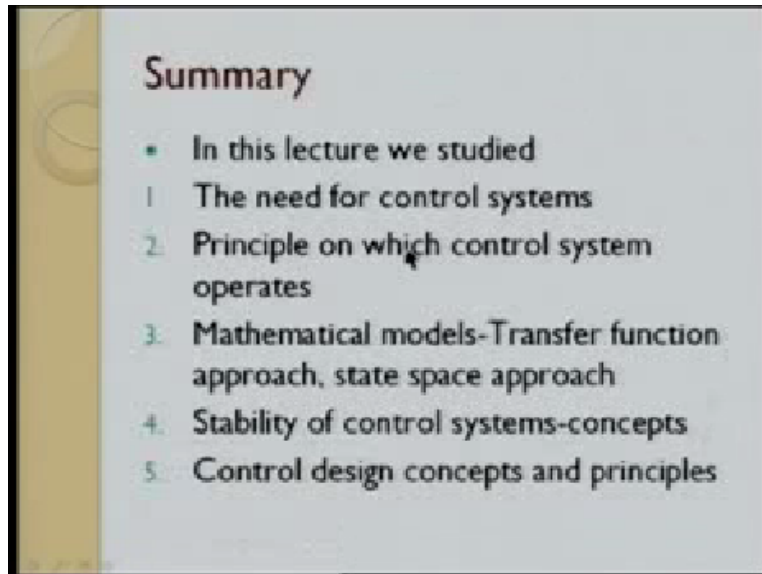 Summary
• In this lecture we studied
1 The need for control systems
2. Principle on which control system
operates
3. Mathematical models-Transfer function
approach, state space approach
4. Stability of control systems-concepts
5. Control design concepts and principles